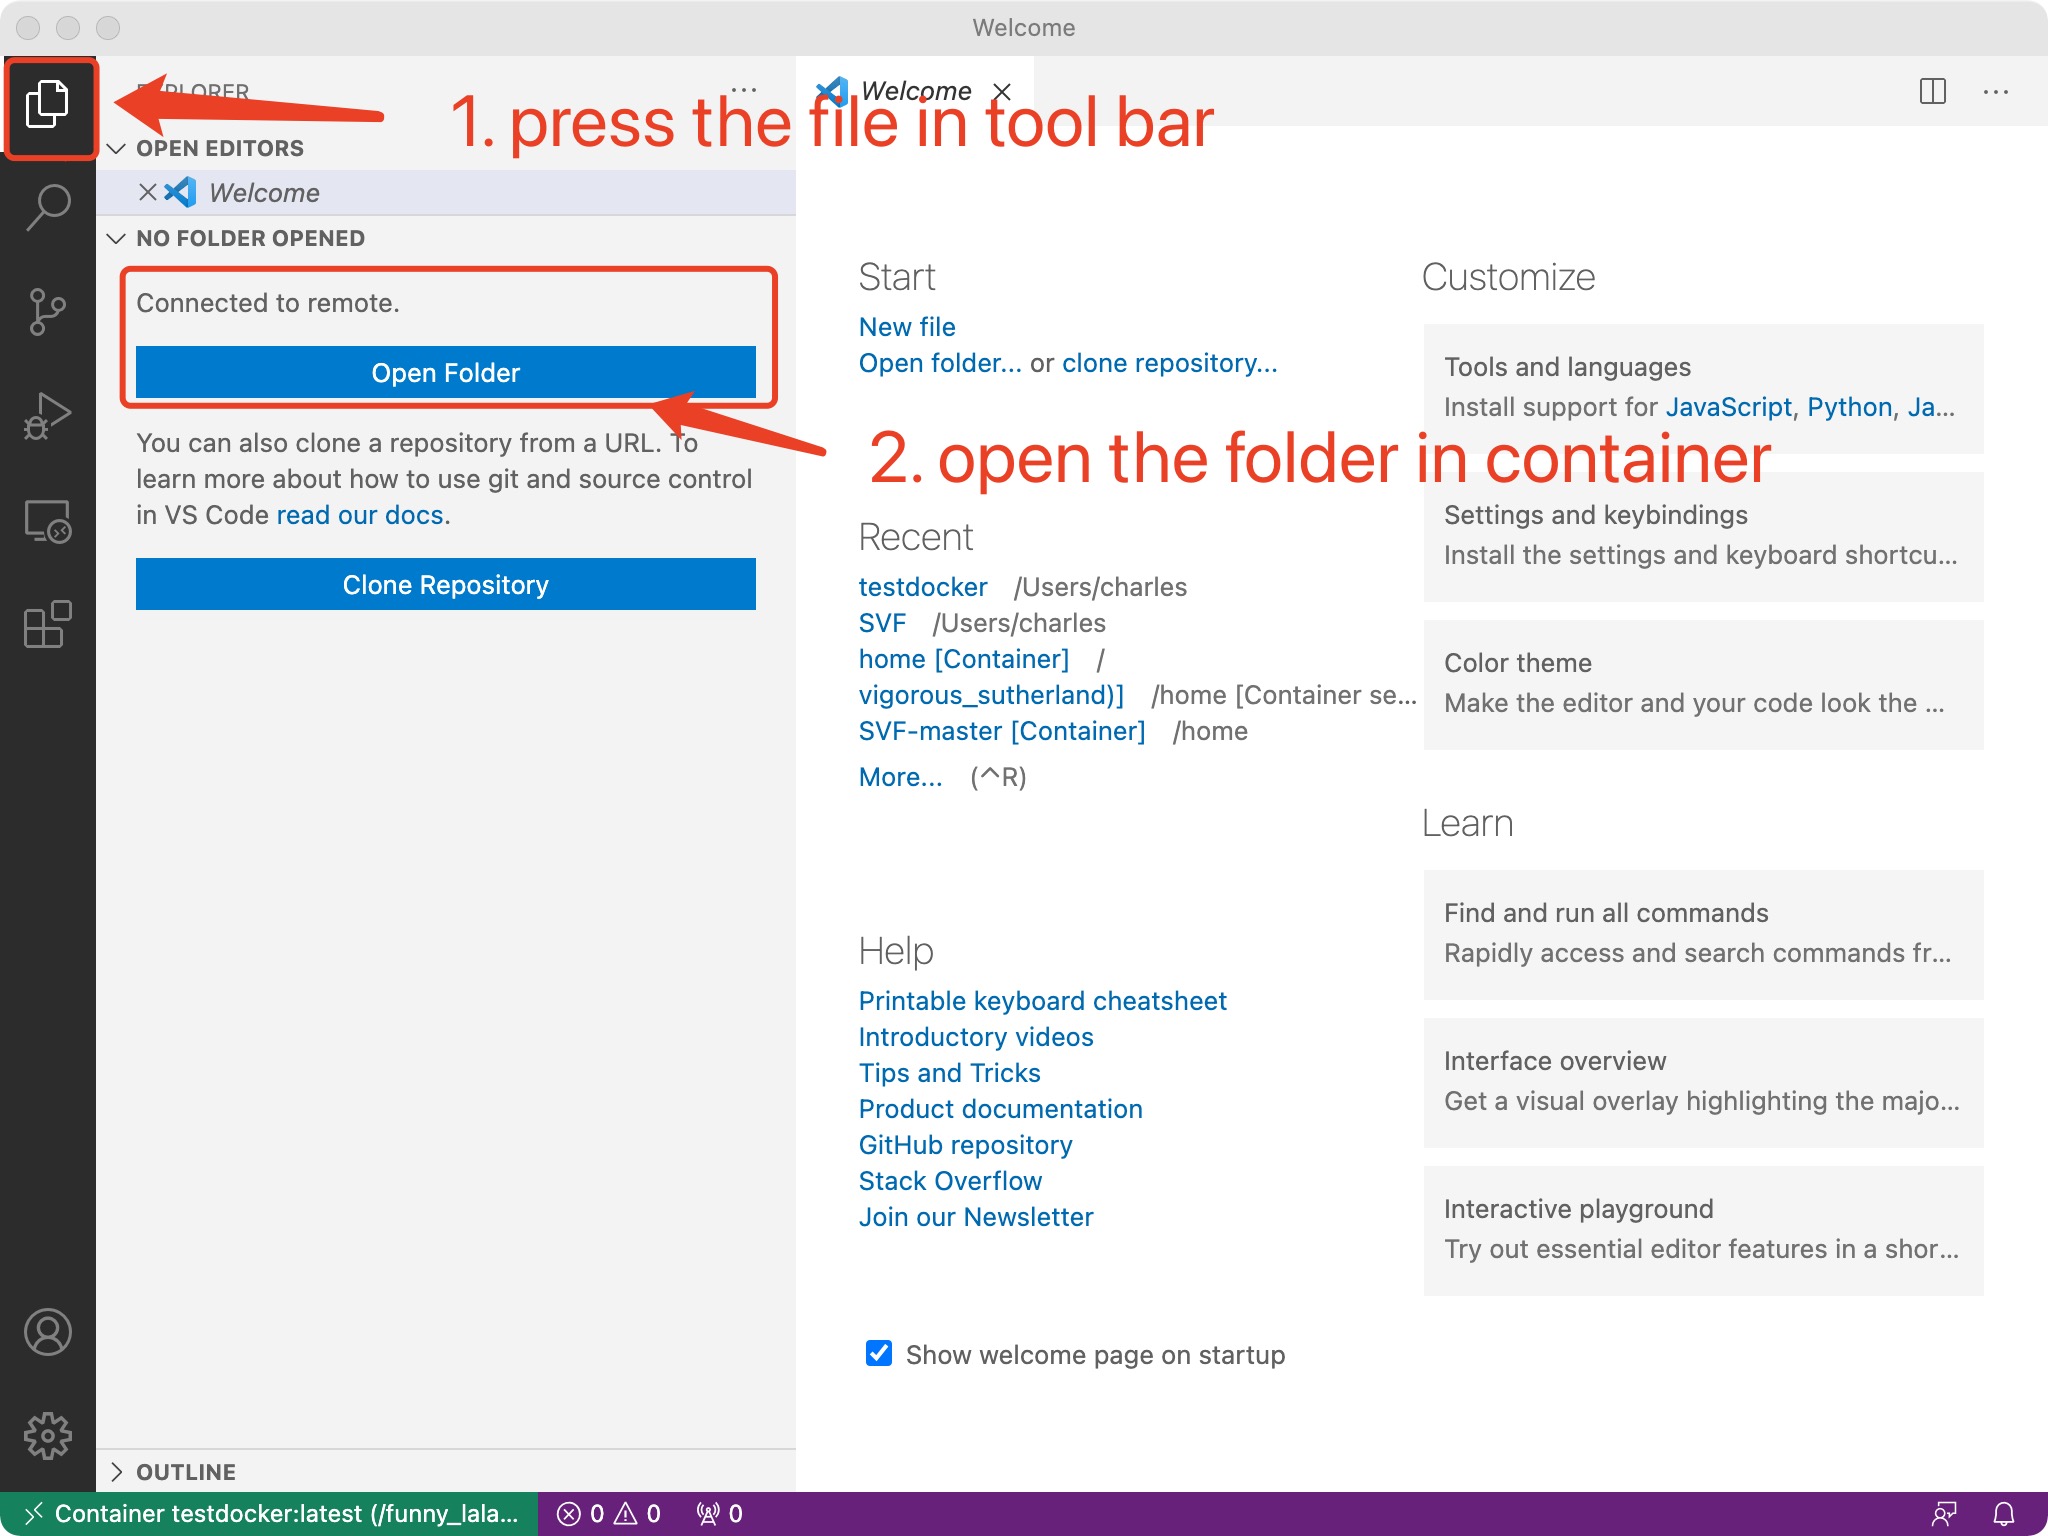 Welcome
EXPLORER
Welcome
1. press the file in tool bar
OPEN EDITORS
Welcome
NO FOLDER OPENED
Connected to remote.
Open Folder
You can also clone a repository from a URL. To
learn more about how to use git and source control
in VS Code read our docs.
Clone Repository
OUTLINE
2. open the folder in container
Start
New file
Open folder... or clone repository...
Recent
testdocker /Users/charles
SVF /Users/charles
home [Container] /
vigorous_sutherland)] /home [Container se...
SVF-master [Container] /home
More... (^R)
Help
Printable keyboard cheatsheet
Introductory videos
Tips and Tricks
Product documentation
GitHub repository
Stack Overflow
Join our Newsletter
Show welcome page on startup
Customize
Tools and languages
Install support for JavaScript, Python, Ja...
Settings and keybindings
Install the settings and keyboard shortcu...
Color theme
Make the editor and your code look the ...
Learn
Find and run all commands
Rapidly access and search commands fr...
Interface overview
Get a visual overlay highlighting the majo...
Interactive playground
Try out essential editor features in a shor...
Container testdocker:latest (/funny_lala... 0 0 0